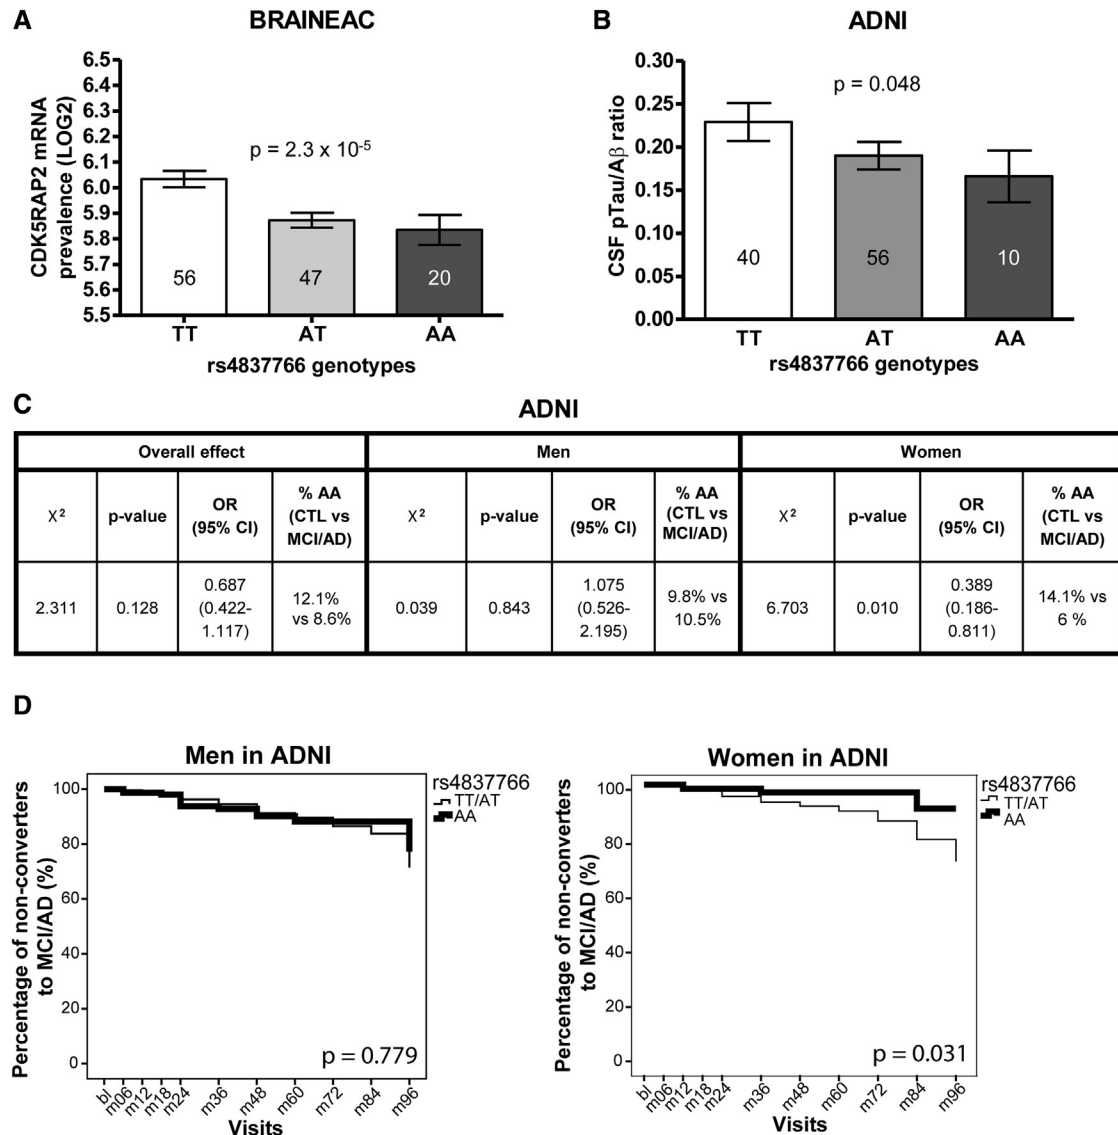 A
BRAINEAC
CDK5RAP2 mRNA
prevalence (LOG2)
6.5
6.4
6.3
6.2
6.1
6.0
5.9
5.8
5.7
5.6
5.5
p = 2.3 x 10⁻⁵
56
47
20
TT
AT
AA
rs4837766 genotypes
B
ADNI
CSF pTau/Aβ ratio
0.30
0.25
0.20
0.15
0.10
0.05
0.00
p = 0.048
40
56
10
TT
AT
AA
rs4837766 genotypes
C
ADNI
Overall effect
Men
Women
χ²
p-value
OR
(95% CI)
% AA
(CTL vs
MCI/AD)
χ²
p-value
OR
(95% CI)
% AA
(CTL vs
MCI/AD)
χ²
p-value
OR
(95% CI)
% AA
(CTL vs
MCI/AD)
2.311
0.128
0.687
(0.422-
1.117)
12.1%
vs 8.6%
0.039
0.843
1.075
(0.526-
2.195)
9.8% vs
10.5%
6.703
0.010
0.389
(0.186-
0.811)
14.1% vs
6 %
D
Men in ADNI
Percentage of non-converters
to MCI/AD (%)
100
80
60
40
20
0
rs4837766
TT/AT
AA
p = 0.779
bl
m06
m12
m18
m24
m36
m48
m60
m72
m84
m96
Visits
Women in ADNI
Percentage of non-converters
to MCI/AD (%)
100
80
60
40
20
0
rs4837766
TT/AT
AA
p = 0.031
bl
m06
m12
m18
m24
m36
m48
m60
m72
m84
m96
Visits